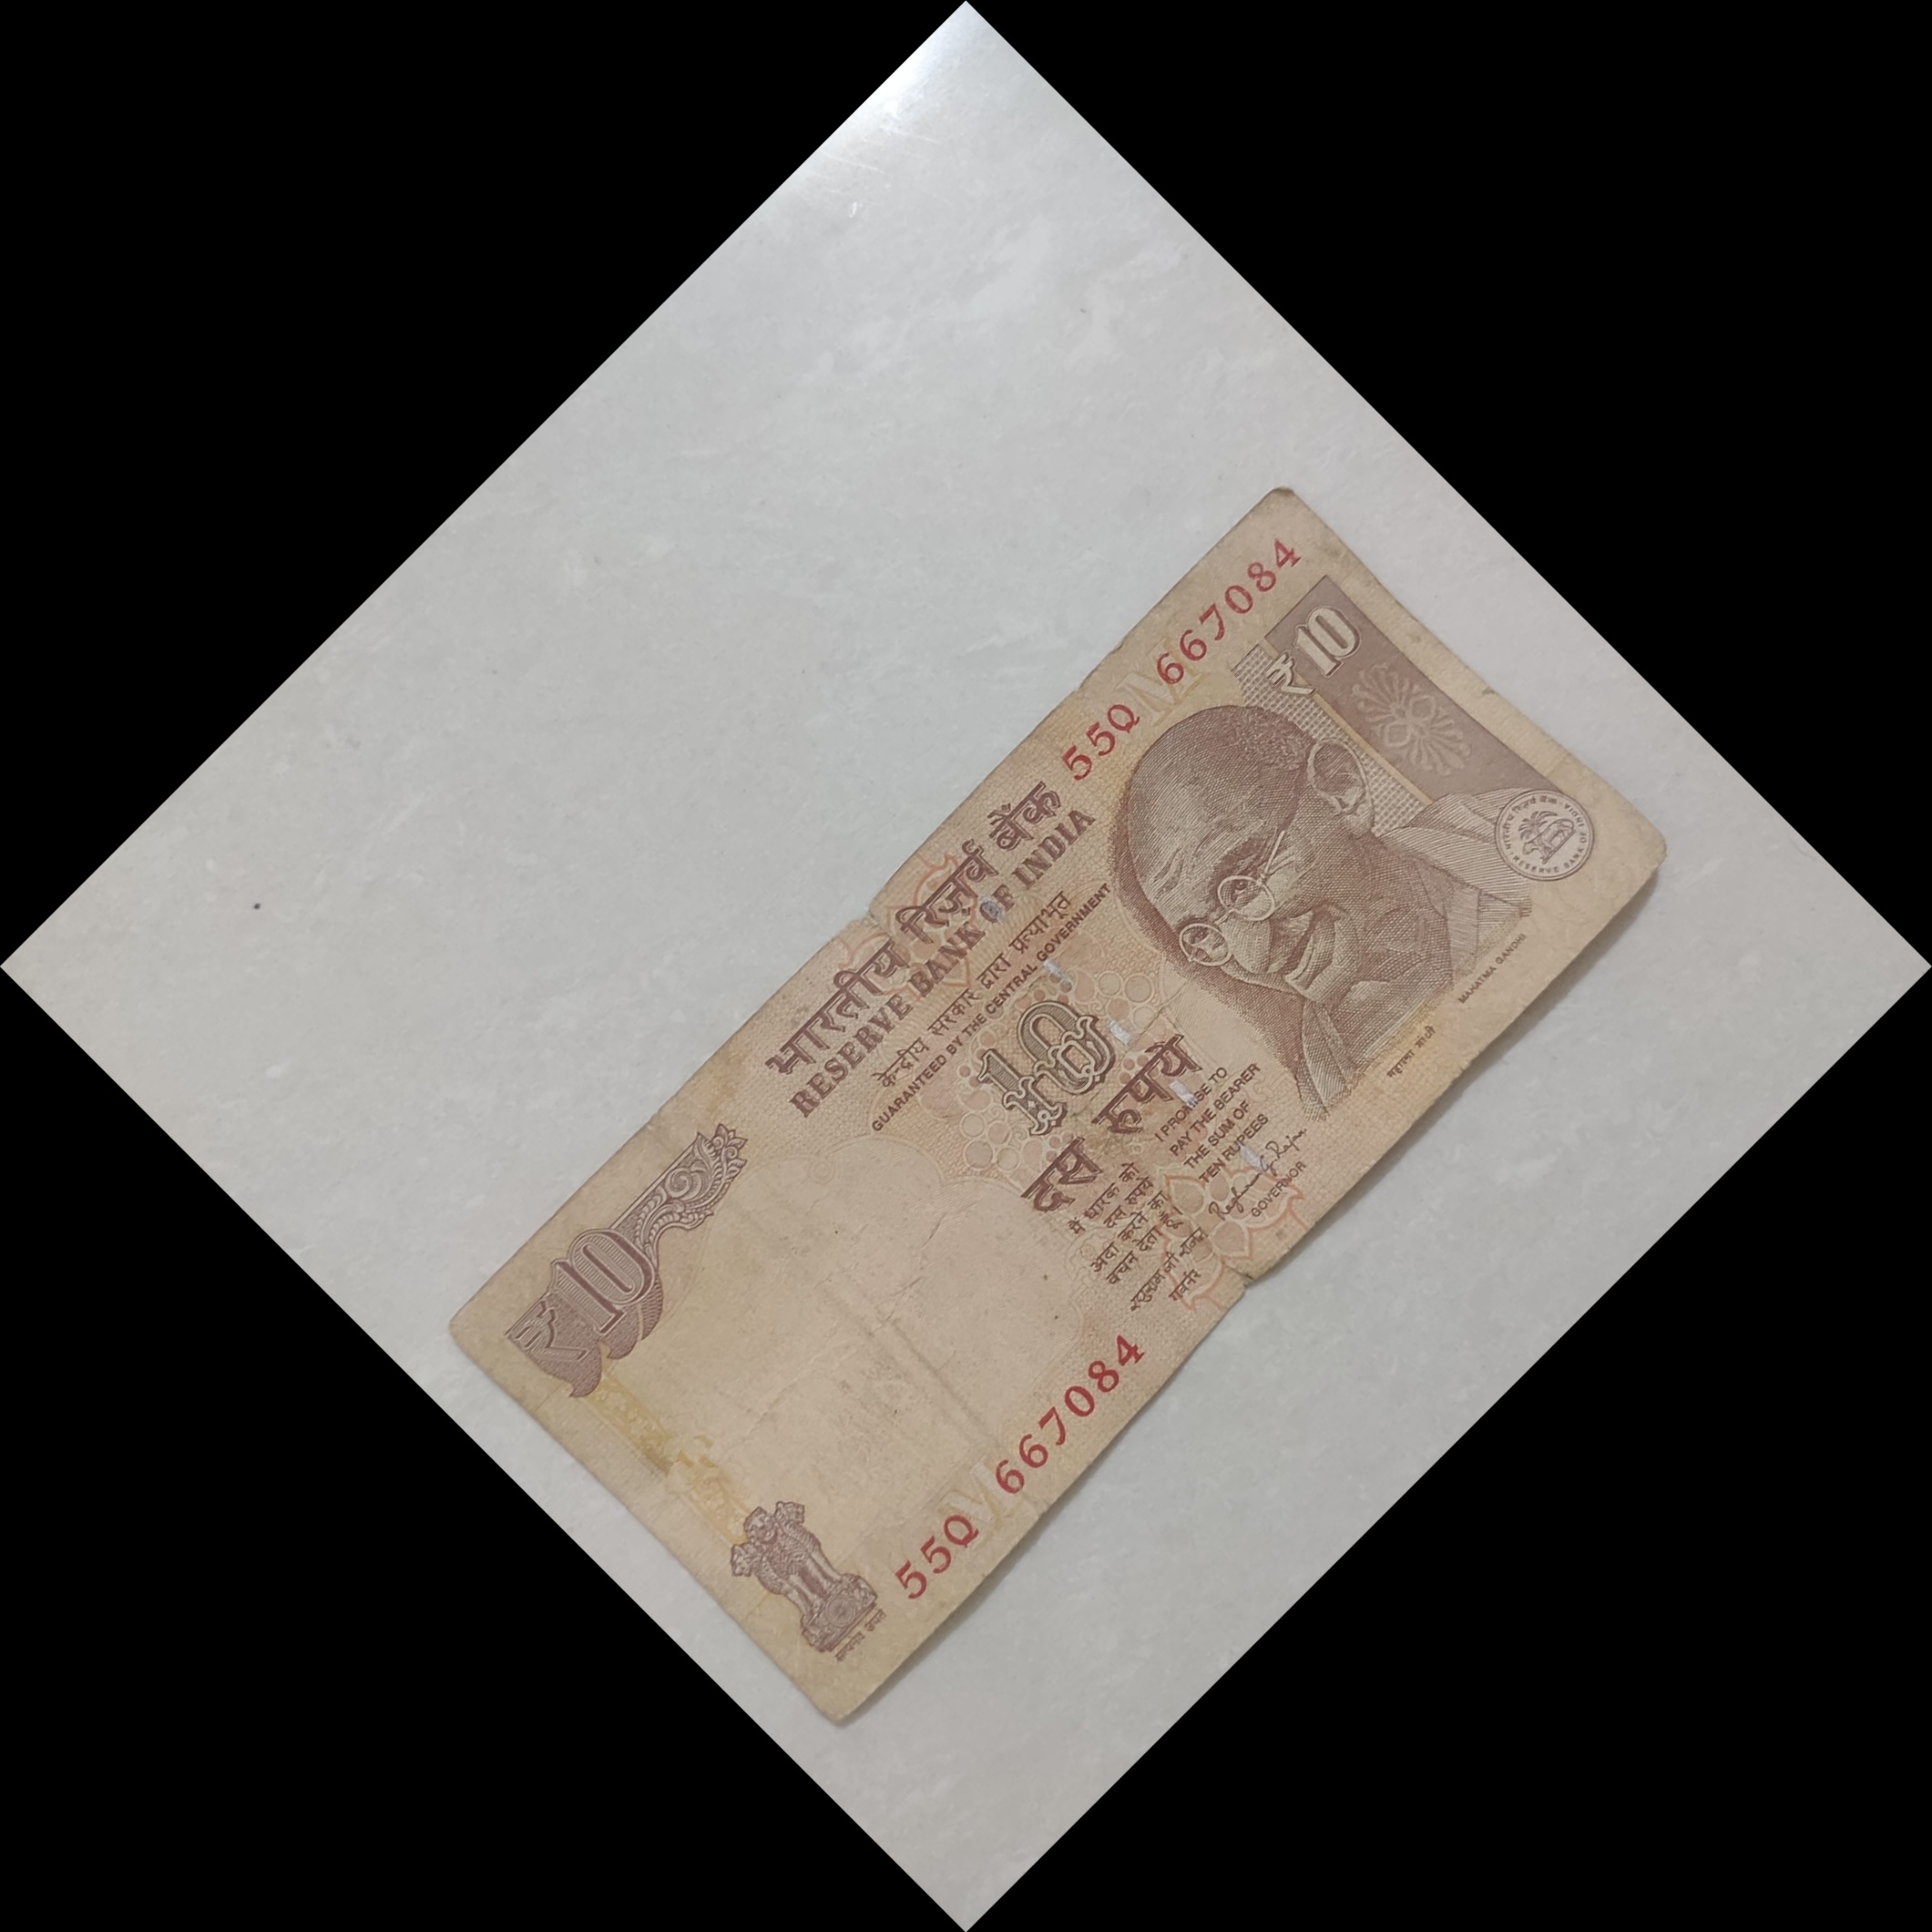 55Q 667084
भारतीय रिज़र्व बैंक
RESERVE BANK OF INDIA
केन्द्रीय सरकार द्वारा प्रत्याभूत
GUARANTEED BY THE CENTRAL GOVERNMENT
₹10
₹10
10
दस रुपये
मैं धारक को
दस रुपये
अदा करने का
वचन देता हूँ।
गवर्नर
I PROMISE TO
PAY THE BEARER
THE SUM OF
TEN RUPEES
Raghuram G Rajan
GOVERNOR
महात्मा गांधी
MAHATMA GANDHI
भारतीय रिज़र्व बैंक
RESERVE BANK OF INDIA
सत्यमेव जयते
55Q 667084